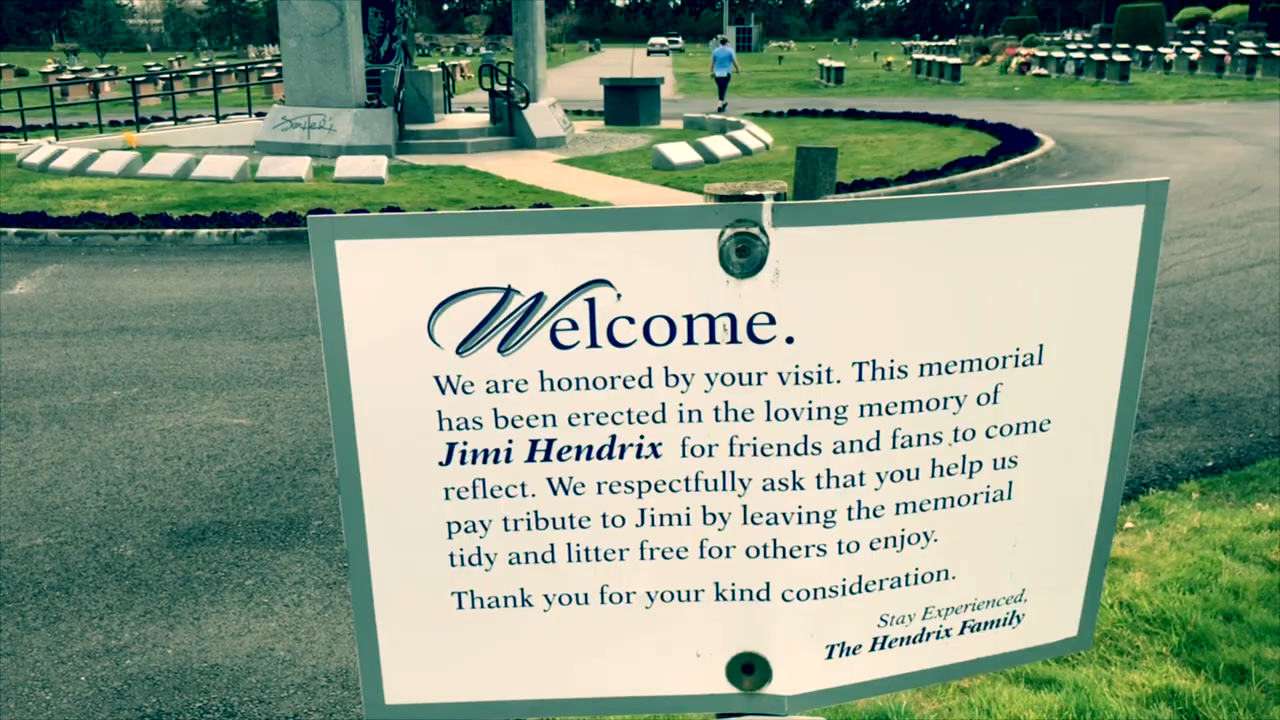 Welcome.
We are honored by your visit. This memorial
has been erected in the loving memory of
Jimi Hendrix for friends and fans to come
reflect. We respectfully ask that you help us
pay tribute to Jimi by leaving the memorial
tidy and litter free for others to enjoy.
Thank you for your kind consideration.
Stay Experienced,
The Hendrix Family